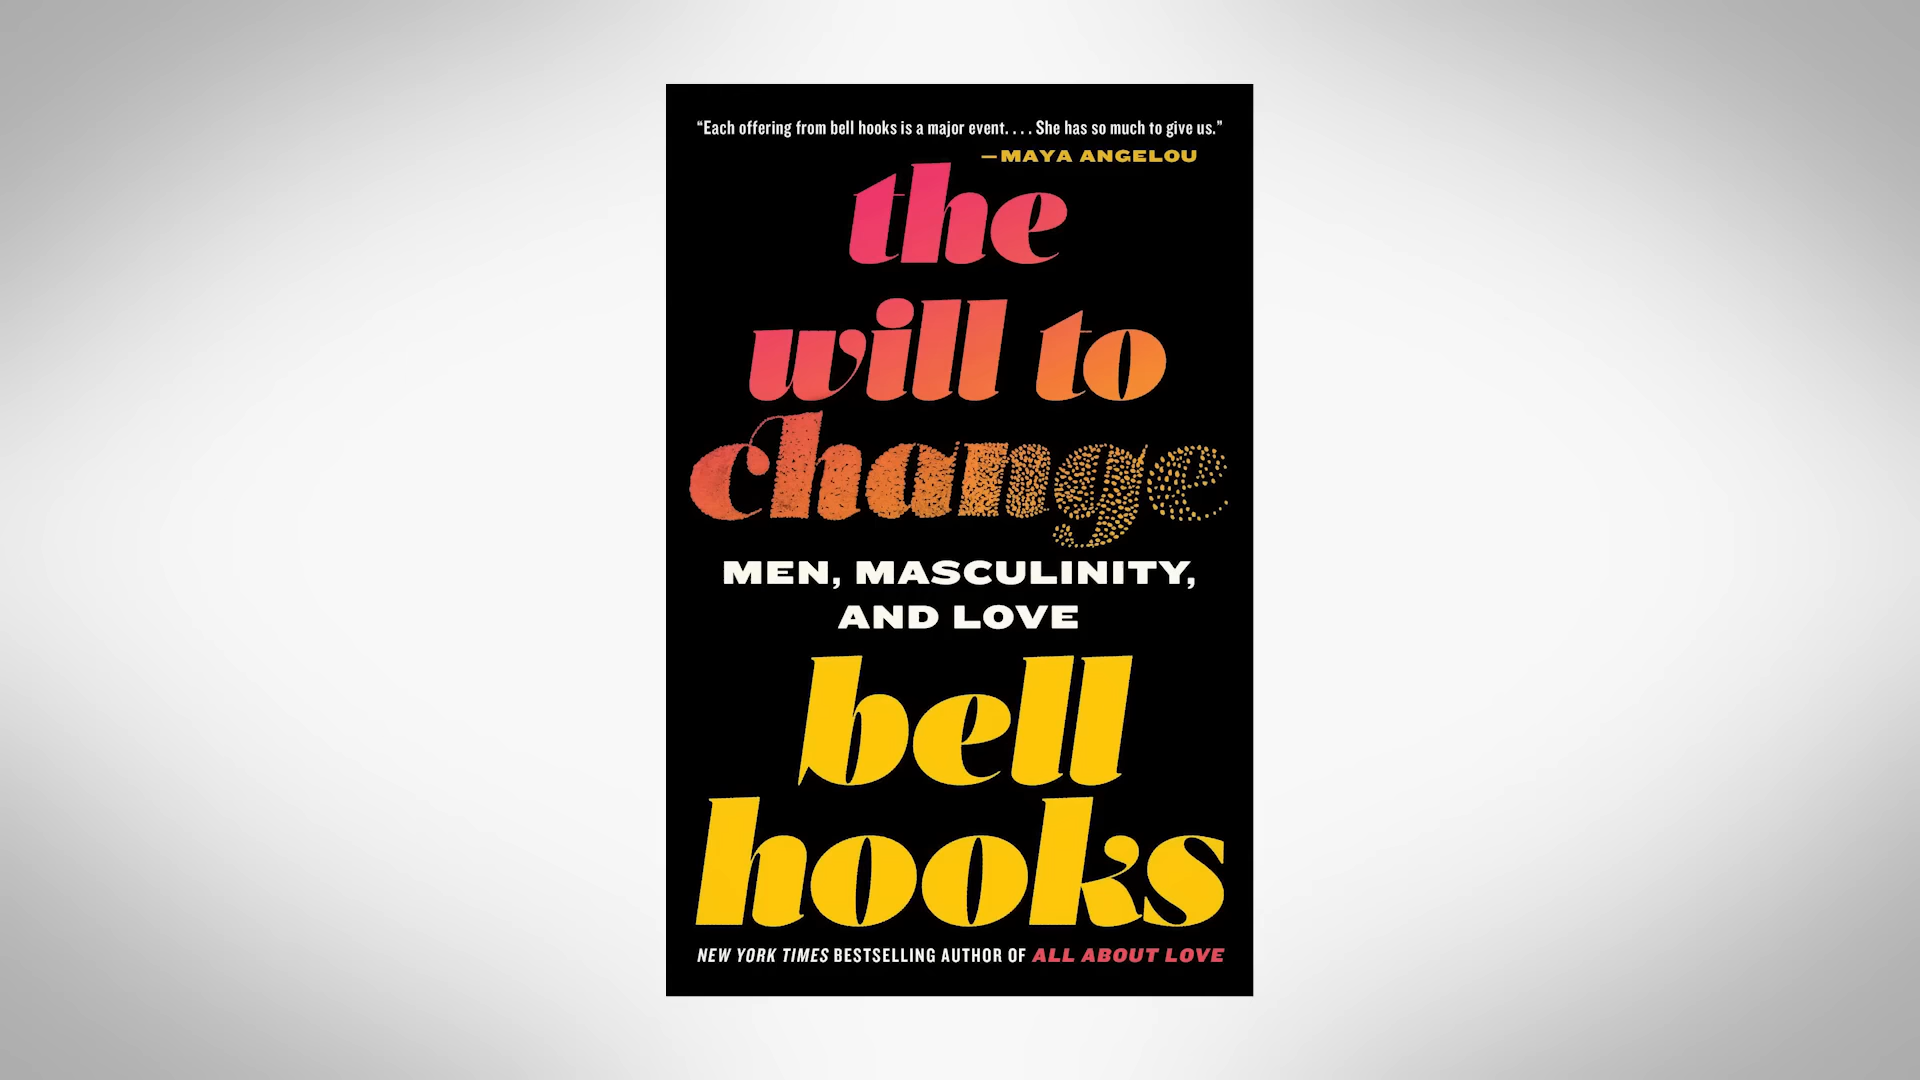 “Each offering from bell hooks is a major event. . . . She has so much to give us.”
—MAYA ANGELOU
the
will to
change
MEN, MASCULINITY,
AND LOVE
bell
hooks
NEW YORK TIMES BESTSELLING AUTHOR OF ALL ABOUT LOVE